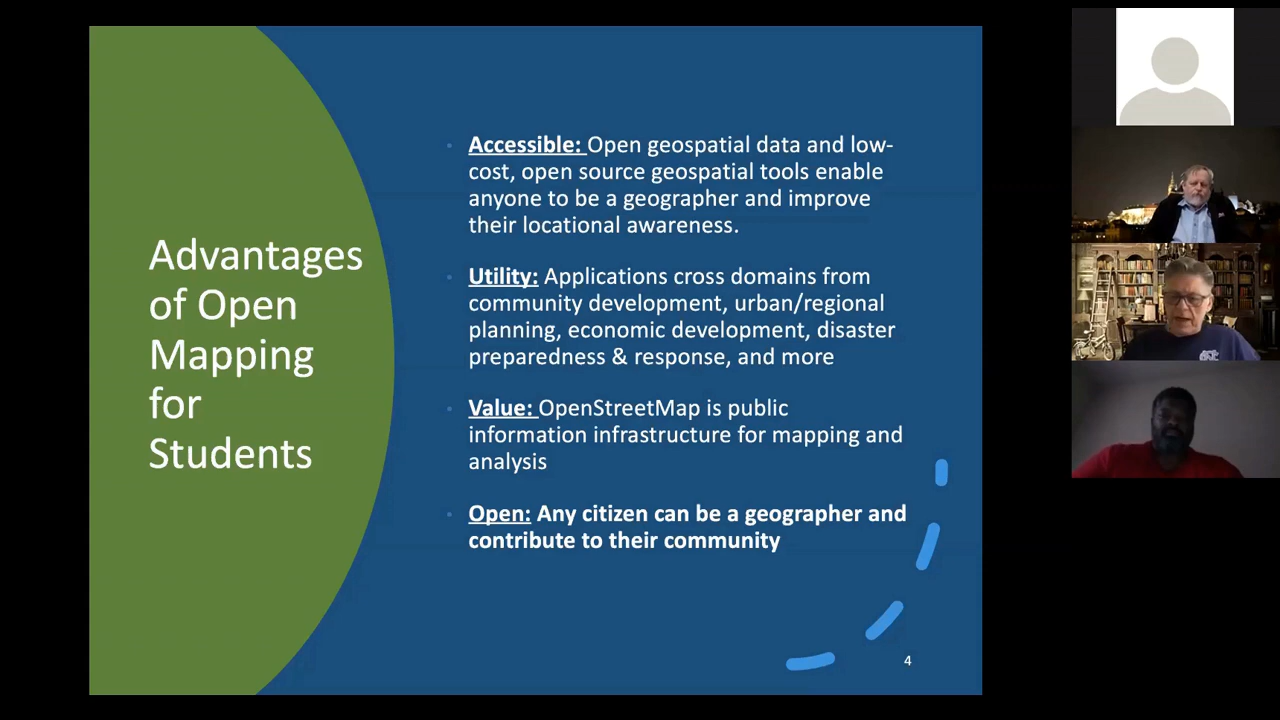 Advantages
of Open
Mapping
for
Students
Accessible: Open geospatial data and low-
cost, open source geospatial tools enable
anyone to be a geographer and improve
their locational awareness.
Utility: Applications cross domains from
community development, urban/regional
planning, economic development, disaster
preparedness & response, and more
Value: OpenStreetMap is public
information infrastructure for mapping and
analysis
Open: Any citizen can be a geographer and
contribute to their community
4